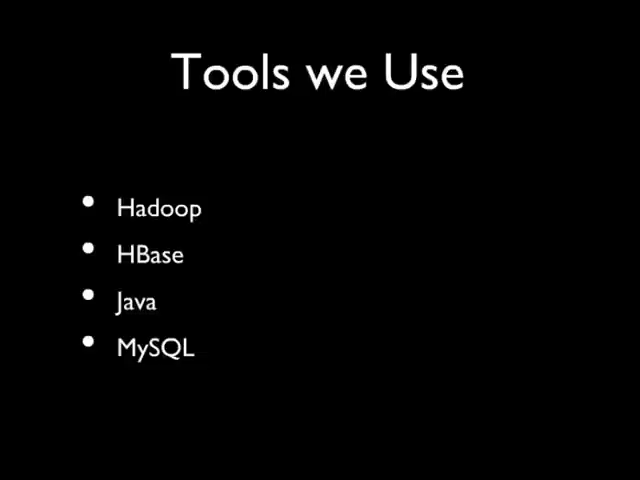 Tools we Use
• Hadoop
• HBase
• Java
• MySQL